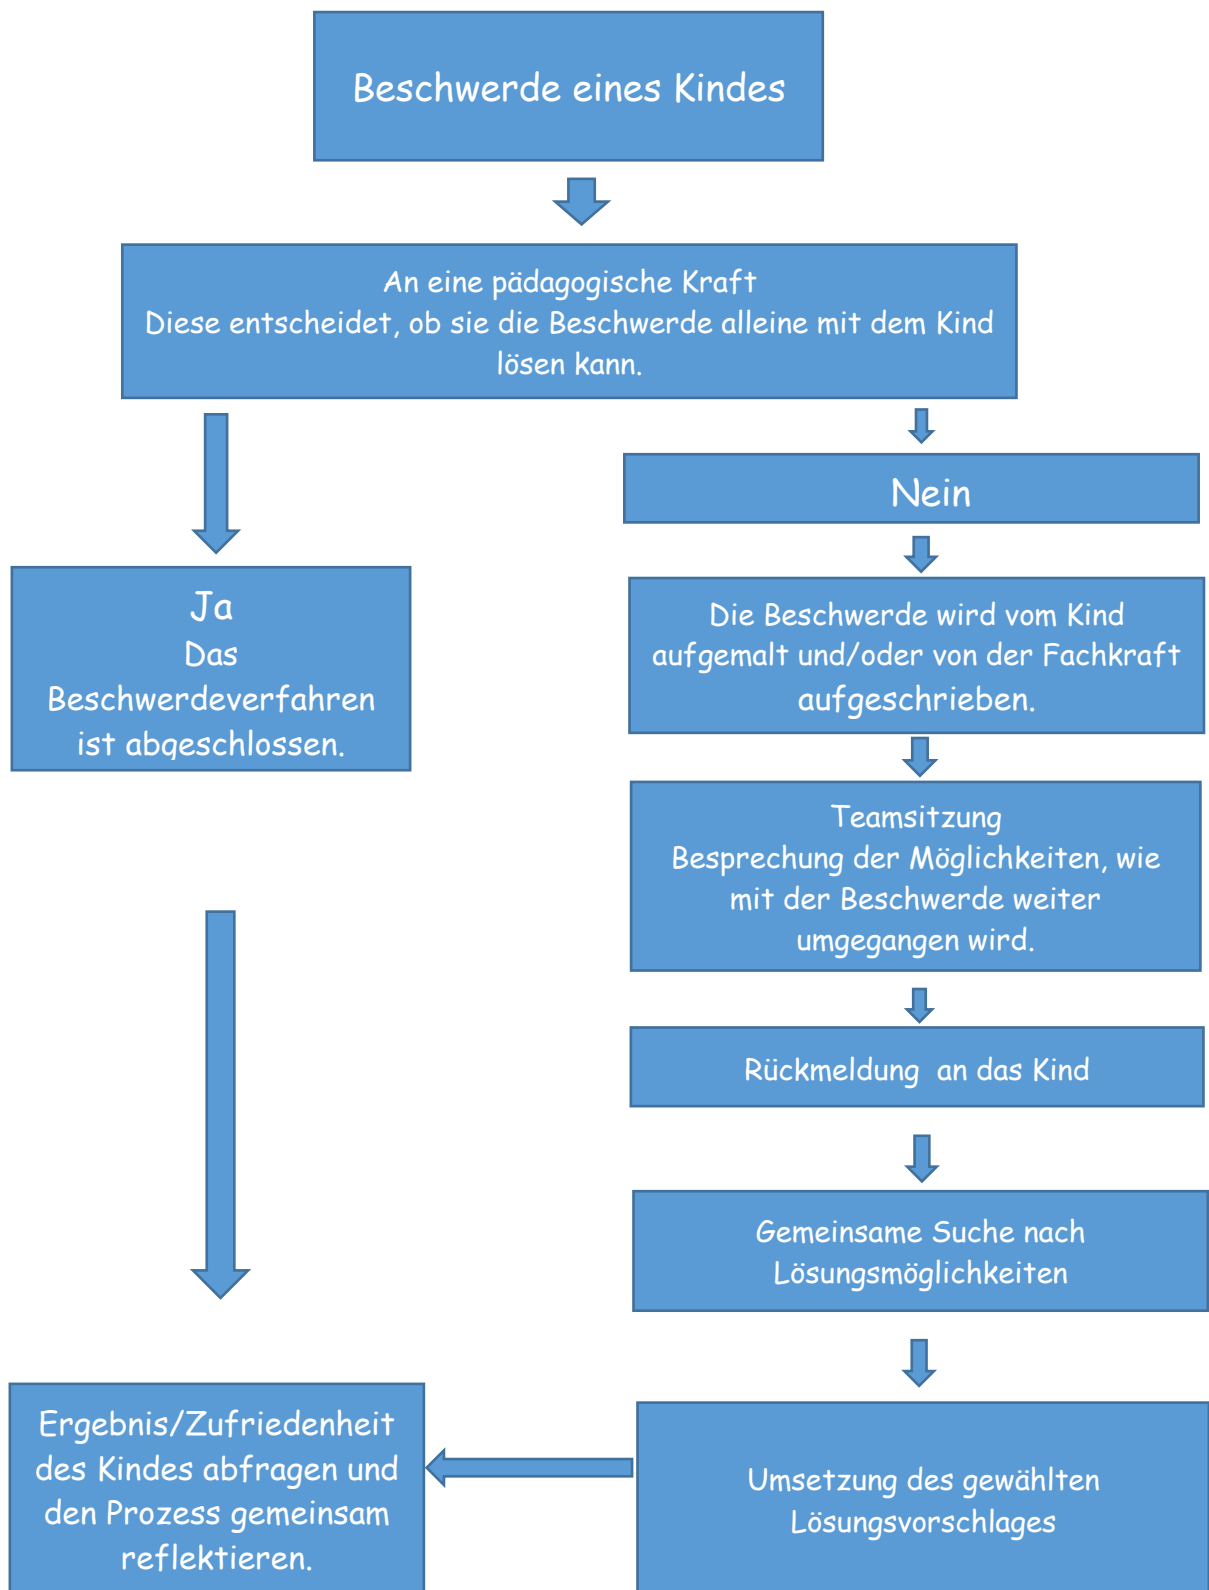 Beschwerde eines Kindes
An eine pädagogische Kraft
Diese entscheidet, ob sie die Beschwerde alleine mit dem Kind
lösen kann.
Nein
Ja
Das
Beschwerdeverfahren
ist abgeschlossen.
Die Beschwerde wird vom Kind
aufgemalt und/oder von der Fachkraft
aufgeschrieben.
Teamsitzung
Besprechung der Möglichkeiten, wie
mit der Beschwerde weiter
umgegangen wird.
Rückmeldung an das Kind
Gemeinsame Suche nach
Lösungsmöglichkeiten
Umsetzung des gewählten
Lösungsvorschlages
Ergebnis/Zufriedenheit
des Kindes abfragen und
den Prozess gemeinsam
reflektieren.